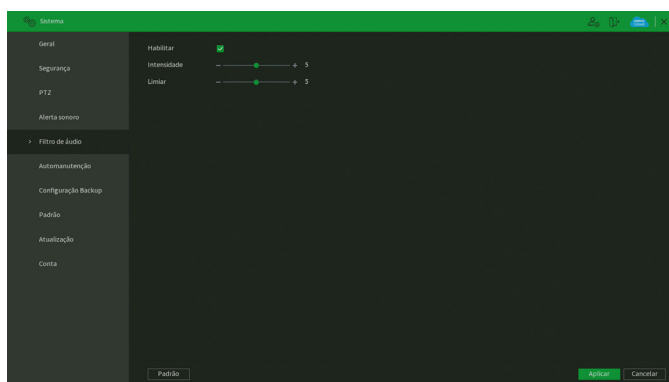 Sistema
Geral
Segurança
PTZ
Alerta sonoro
> Filtro de áudio
Automanutenção
Configuração Backup
Padrão
Atualização
Conta
Habilitar
Intensidade - + 5
Limiar - + 5
Padrão
Aplicar Cancelar